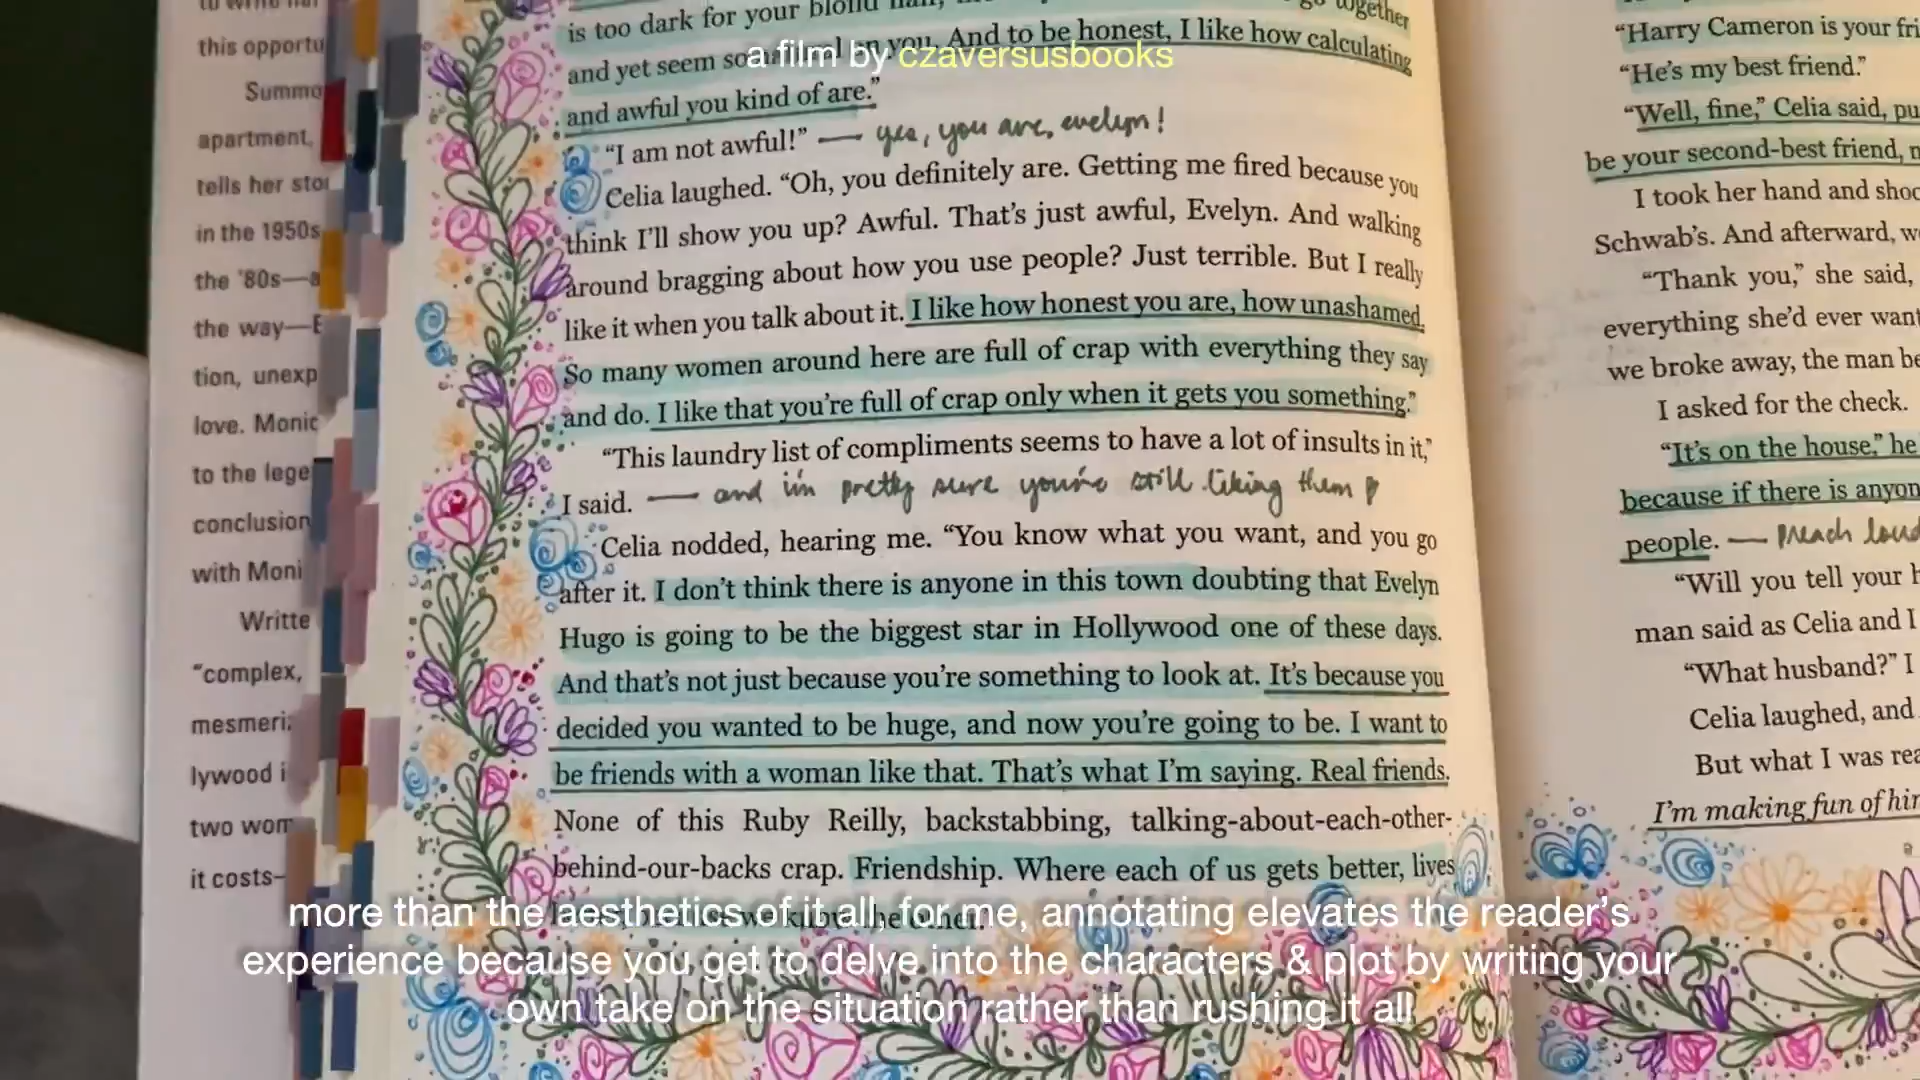 this opportu
Summo
apartment,
tells her sto
in the 1950s
the '80s—a
the way—E
tion, unexp
love. Monic
to the lege
conclusion
with Moni
Writte
"complex,
mesmeri
lywood i
two wom
it costs—
is too dark for your blond
and yet seem so on you. And to be honest, I like how calculating
and awful you kind of are."
"I am not awful!" — yes, you are, evelyn!
Celia laughed. "Oh, you definitely are. Getting me fired because you
think I'll show you up? Awful. That's just awful, Evelyn. And walking
around bragging about how you use people? Just terrible. But I really
like it when you talk about it. I like how honest you are, how unashamed.
So many women around here are full of crap with everything they say
and do. I like that you're full of crap only when it gets you something."
"This laundry list of compliments seems to have a lot of insults in it,"
I said. — and i'm pretty sure you're still liking them
Celia nodded, hearing me. "You know what you want, and you go
after it. I don't think there is anyone in this town doubting that Evelyn
Hugo is going to be the biggest star in Hollywood one of these days.
And that's not just because you're something to look at. It's because you
decided you wanted to be huge, and now you're going to be. I want to
be friends with a woman like that. That's what I'm saying. Real friends.
None of this Ruby Reilly, backstabbing, talking-about-each-other-
behind-our-backs crap. Friendship. Where each of us gets better, lives
"Harry Cameron is your fri
"He's my best friend."
"Well, fine," Celia said, pu
be your second-best friend, n
I took her hand and shoo
Schwab's. And afterward, w
"Thank you," she said,
everything she'd ever want
we broke away, the man be
I asked for the check.
"It's on the house," he
because if there is anyon
people. — preach loud
"Will you tell your h
man said as Celia and I
"What husband?" I
Celia laughed, and
But what I was rea
I'm making fun of hin
a film by czaversusbooks
more than the aesthetics of it all, for me, annotating elevates the reader's
experience because you get to delve into the characters & plot by writing your
own take on the situation rather than rushing it all